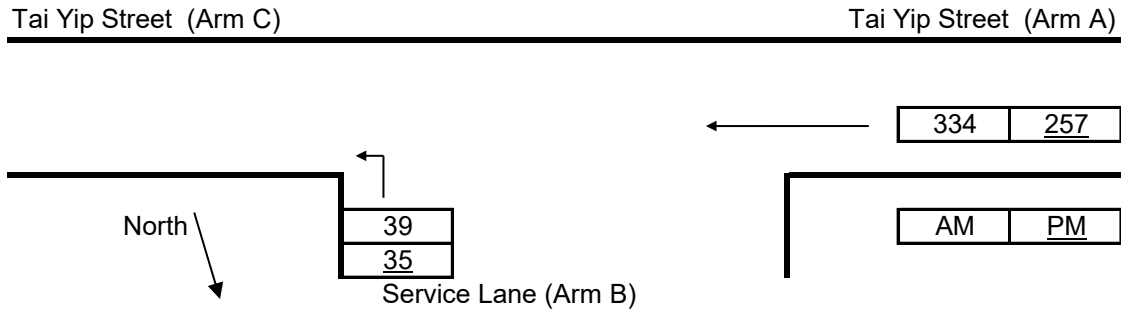 Tai Yip Street (Arm C) Tai Yip Street (Arm A)
334 257
North 39 AM PM
35
Service Lane (Arm B)